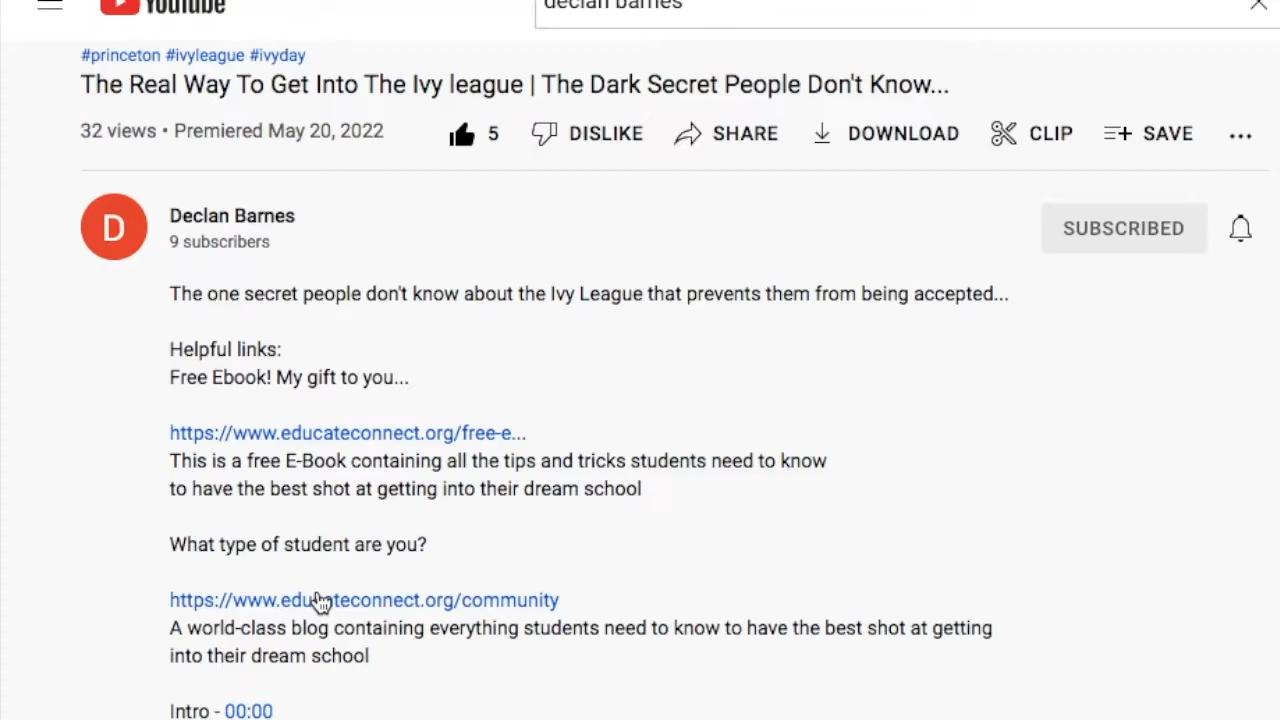 YouTube
declan barnes
#princeton #ivyleague #ivyday
The Real Way To Get Into The Ivy league | The Dark Secret People Don't Know...
32 views • Premiered May 20, 2022
5 DISLIKE SHARE DOWNLOAD CLIP SAVE ...
D
Declan Barnes
9 subscribers
SUBSCRIBED
The one secret people don't know about the Ivy League that prevents them from being accepted...
Helpful links:
Free Ebook! My gift to you...
https://www.educateconnect.org/free-e...
This is a free E-Book containing all the tips and tricks students need to know
to have the best shot at getting into their dream school
What type of student are you?
https://www.educateconnect.org/community
A world-class blog containing everything students need to know to have the best shot at getting
into their dream school
Intro - 00:00